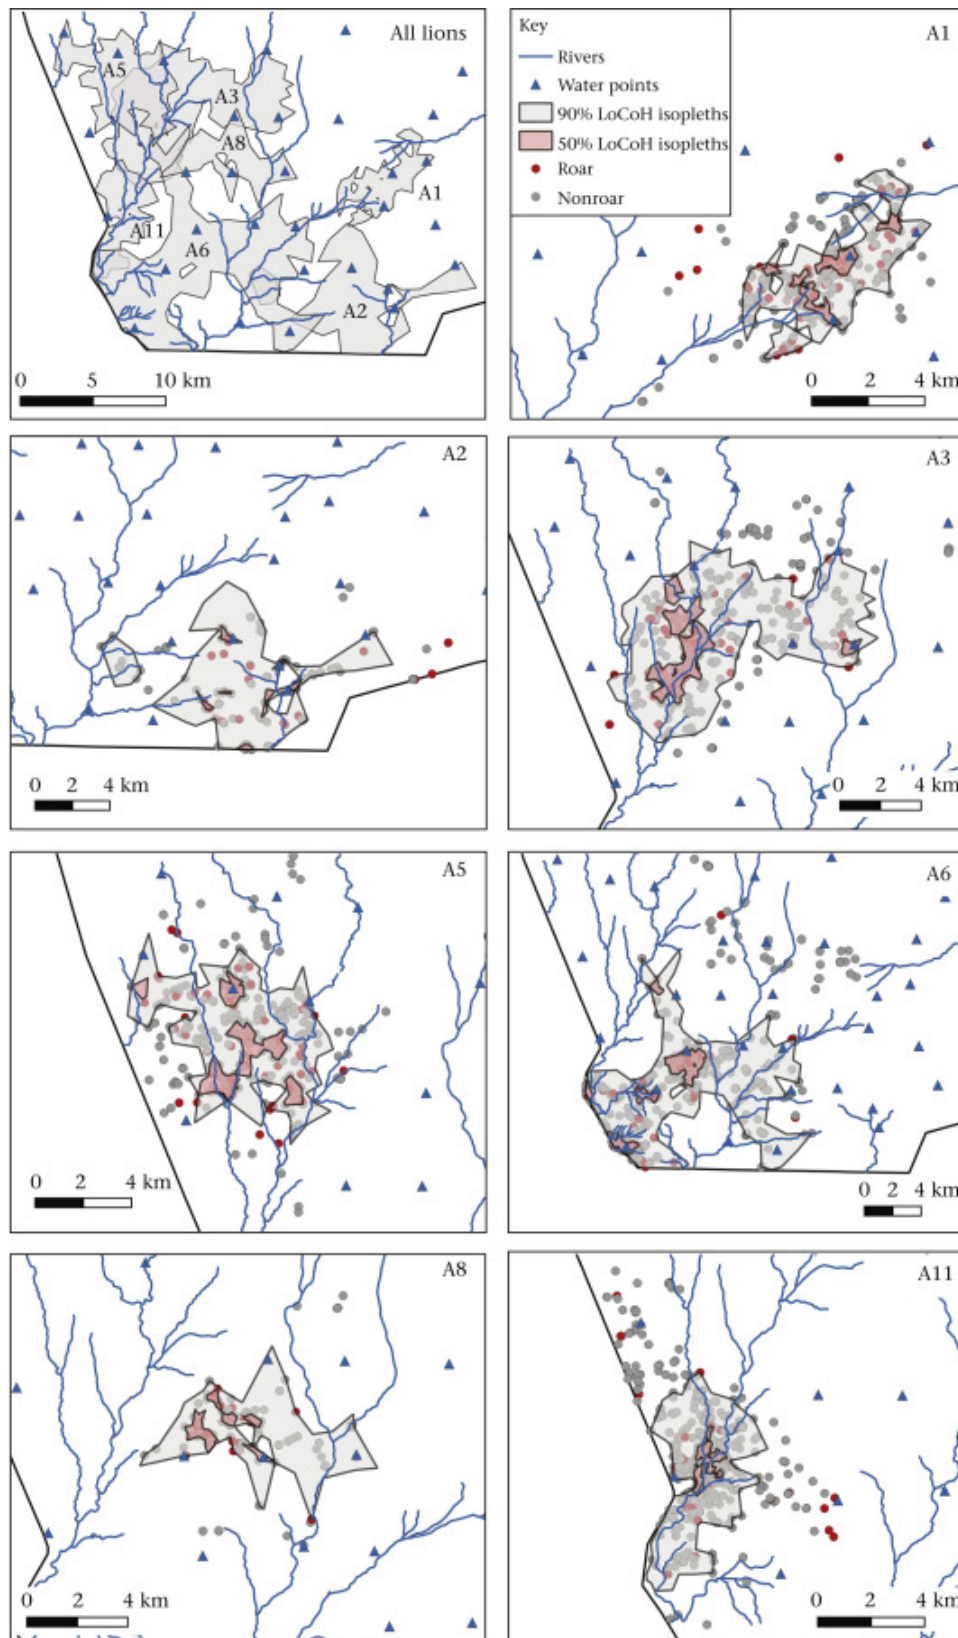 All lions
A5
A3
A8
A1
A11
A6
A2
0 5 10 km
Key
Rivers
Water points
90% LoCoH isopleths
50% LoCoH isopleths
Roar
Nonroar
A1
0 2 4 km
A2
0 2 4 km
A3
0 2 4 km
A5
0 2 4 km
A6
0 2 4 km
A8
0 2 4 km
A11
0 2 4 km